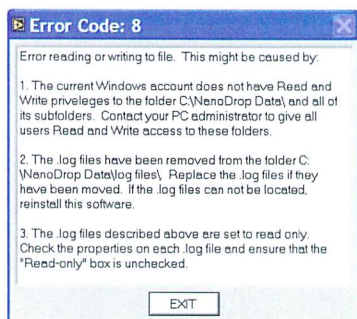 Error Code: 8
Error reading or writing to file. This might be caused by:
1. The current Windows account does not have Read and
Write priveleges to the folder C:\NanoDrop Data\ and all of
its subfolders. Contact your PC administrator to give all
users Read and Write access to these folders.
2. The .log files have been removed from the folder C:
\NanoDrop Data\log files\. Replace the .log files if they
have been moved. If the .log files can not be located,
reinstall this software.
3. The .log files described above are set to read only.
Check the properties on each .log file and ensure that the
"Read-only" box is unchecked.
EXIT